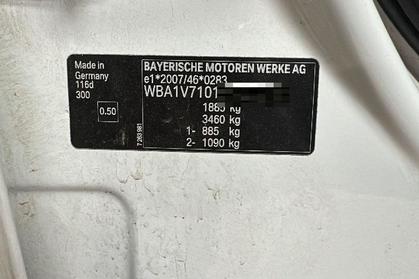 Made in
Germany
116d
300
0.50
7 263 981
BAYERISCHE MOTOREN WERKE AG
e1*2007/46*0283
WBA1V7101
1885 kg
3460 kg
1- 885 kg
2- 1090 kg